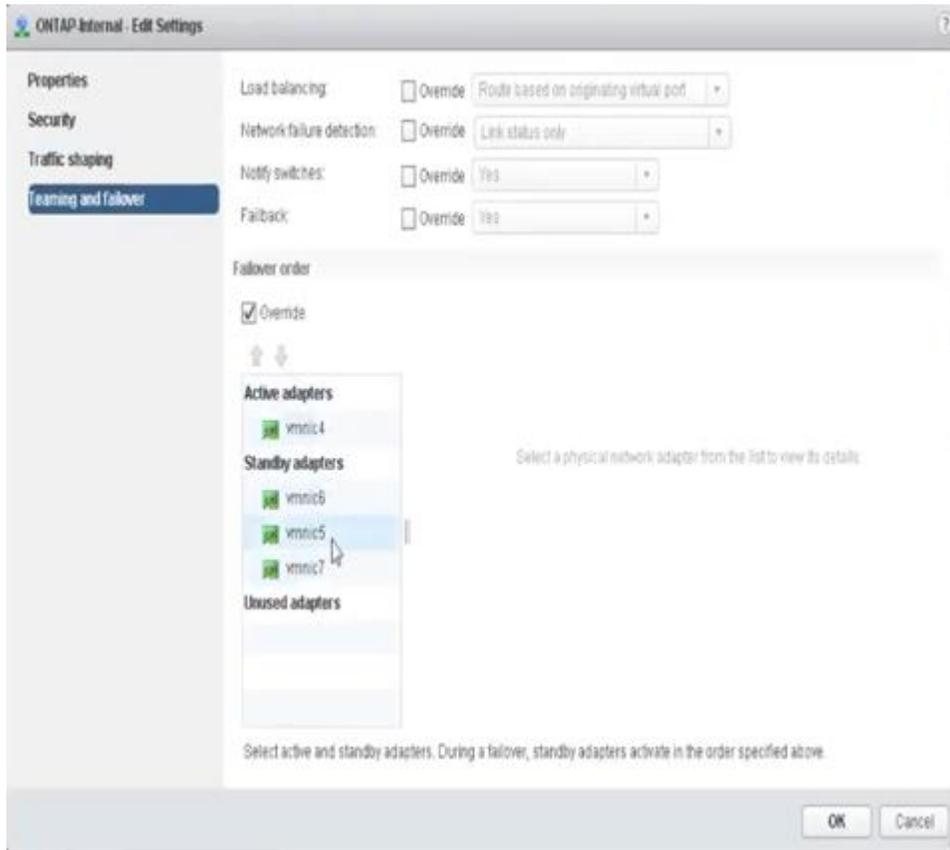 ONTAP-Internal - Edit Settings
?
Properties
Security
Traffic shaping
Teaming and failover
Load balancing: Override Route based on originating virtual port
Network failure detection: Override Link status only
Notify switches: Override Yes
Failback: Override Yes
Failover order
Override
Active adapters
vmnic4
Standby adapters
vmnic6
vmnic5
vmnic7
Unused adapters
Select a physical network adapter from the list to view its details.
Select active and standby adapters. During a failover, standby adapters activate in the order specified above.
OK Cancel